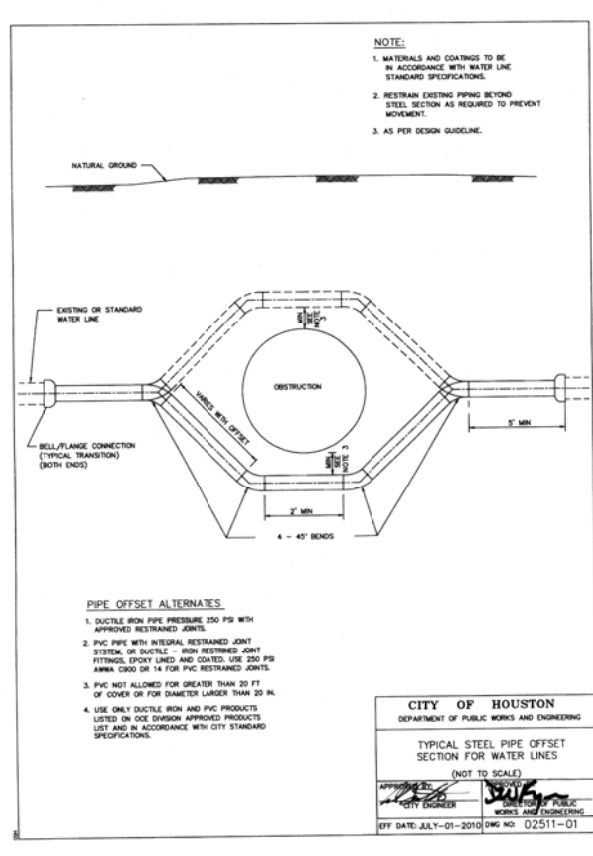 NOTE:
1. MATERIALS AND COATINGS TO BE
IN ACCORDANCE WITH WATER LINE
STANDARD SPECIFICATIONS.
2. RESTRAIN EXISTING PIPING BEYOND
STEEL SECTION AS REQUIRED TO PREVENT
MOVEMENT.
3. AS PER DESIGN GUIDELINE.
NATURAL GROUND
EXISTING OR STANDARD
WATER LINE
MIN
SEE
NOTE 3
OBSTRUCTION
VARIES WITH OFFSET
5" MIN
BELL/FLANGE CONNECTION
(TYPICAL TRANSITION)
(BOTH ENDS)
MIN
SEE
NOTE 3
2" MIN
4 - 45° BENDS
PIPE OFFSET ALTERNATES
1. DUCTILE IRON PIPE PRESSURE 250 PSI WITH
APPROVED RESTRAINED JOINTS.
2. PVC PIPE WITH INTEGRAL RESTRAINED JOINT
SYSTEM, OR DUCTILE - IRON RESTRINED JOINT
FITTINGS, EPOXY LINED AND COATED. USE 250 PSI
AWWA C900 DR 14 FOR PVC RESTRAINED JOINTS.
3. PVC NOT ALLOWED FOR GREATER THAN 20 FT
OF COVER OR FOR DIAMETER LARGER THAN 20 IN.
4. USE ONLY DUCTILE IRON AND PVC PRODUCTS
LISTED ON OCE DIVISION APPROVED PRODUCTS
LIST AND IN ACCORDANCE WITH CITY STANDARD
SPECIFICATIONS.
CITY OF HOUSTON
DEPARTMENT OF PUBLIC WORKS AND ENGINEERING
TYPICAL STEEL PIPE OFFSET
SECTION FOR WATER LINES
(NOT TO SCALE)
APPROVED BY:
CITY ENGINEER
APPROVED BY:
DIRECTOR OF PUBLIC
WORKS AND ENGINEERING
EFF DATE: JULY-01-2010
DWG NO: 02511-01